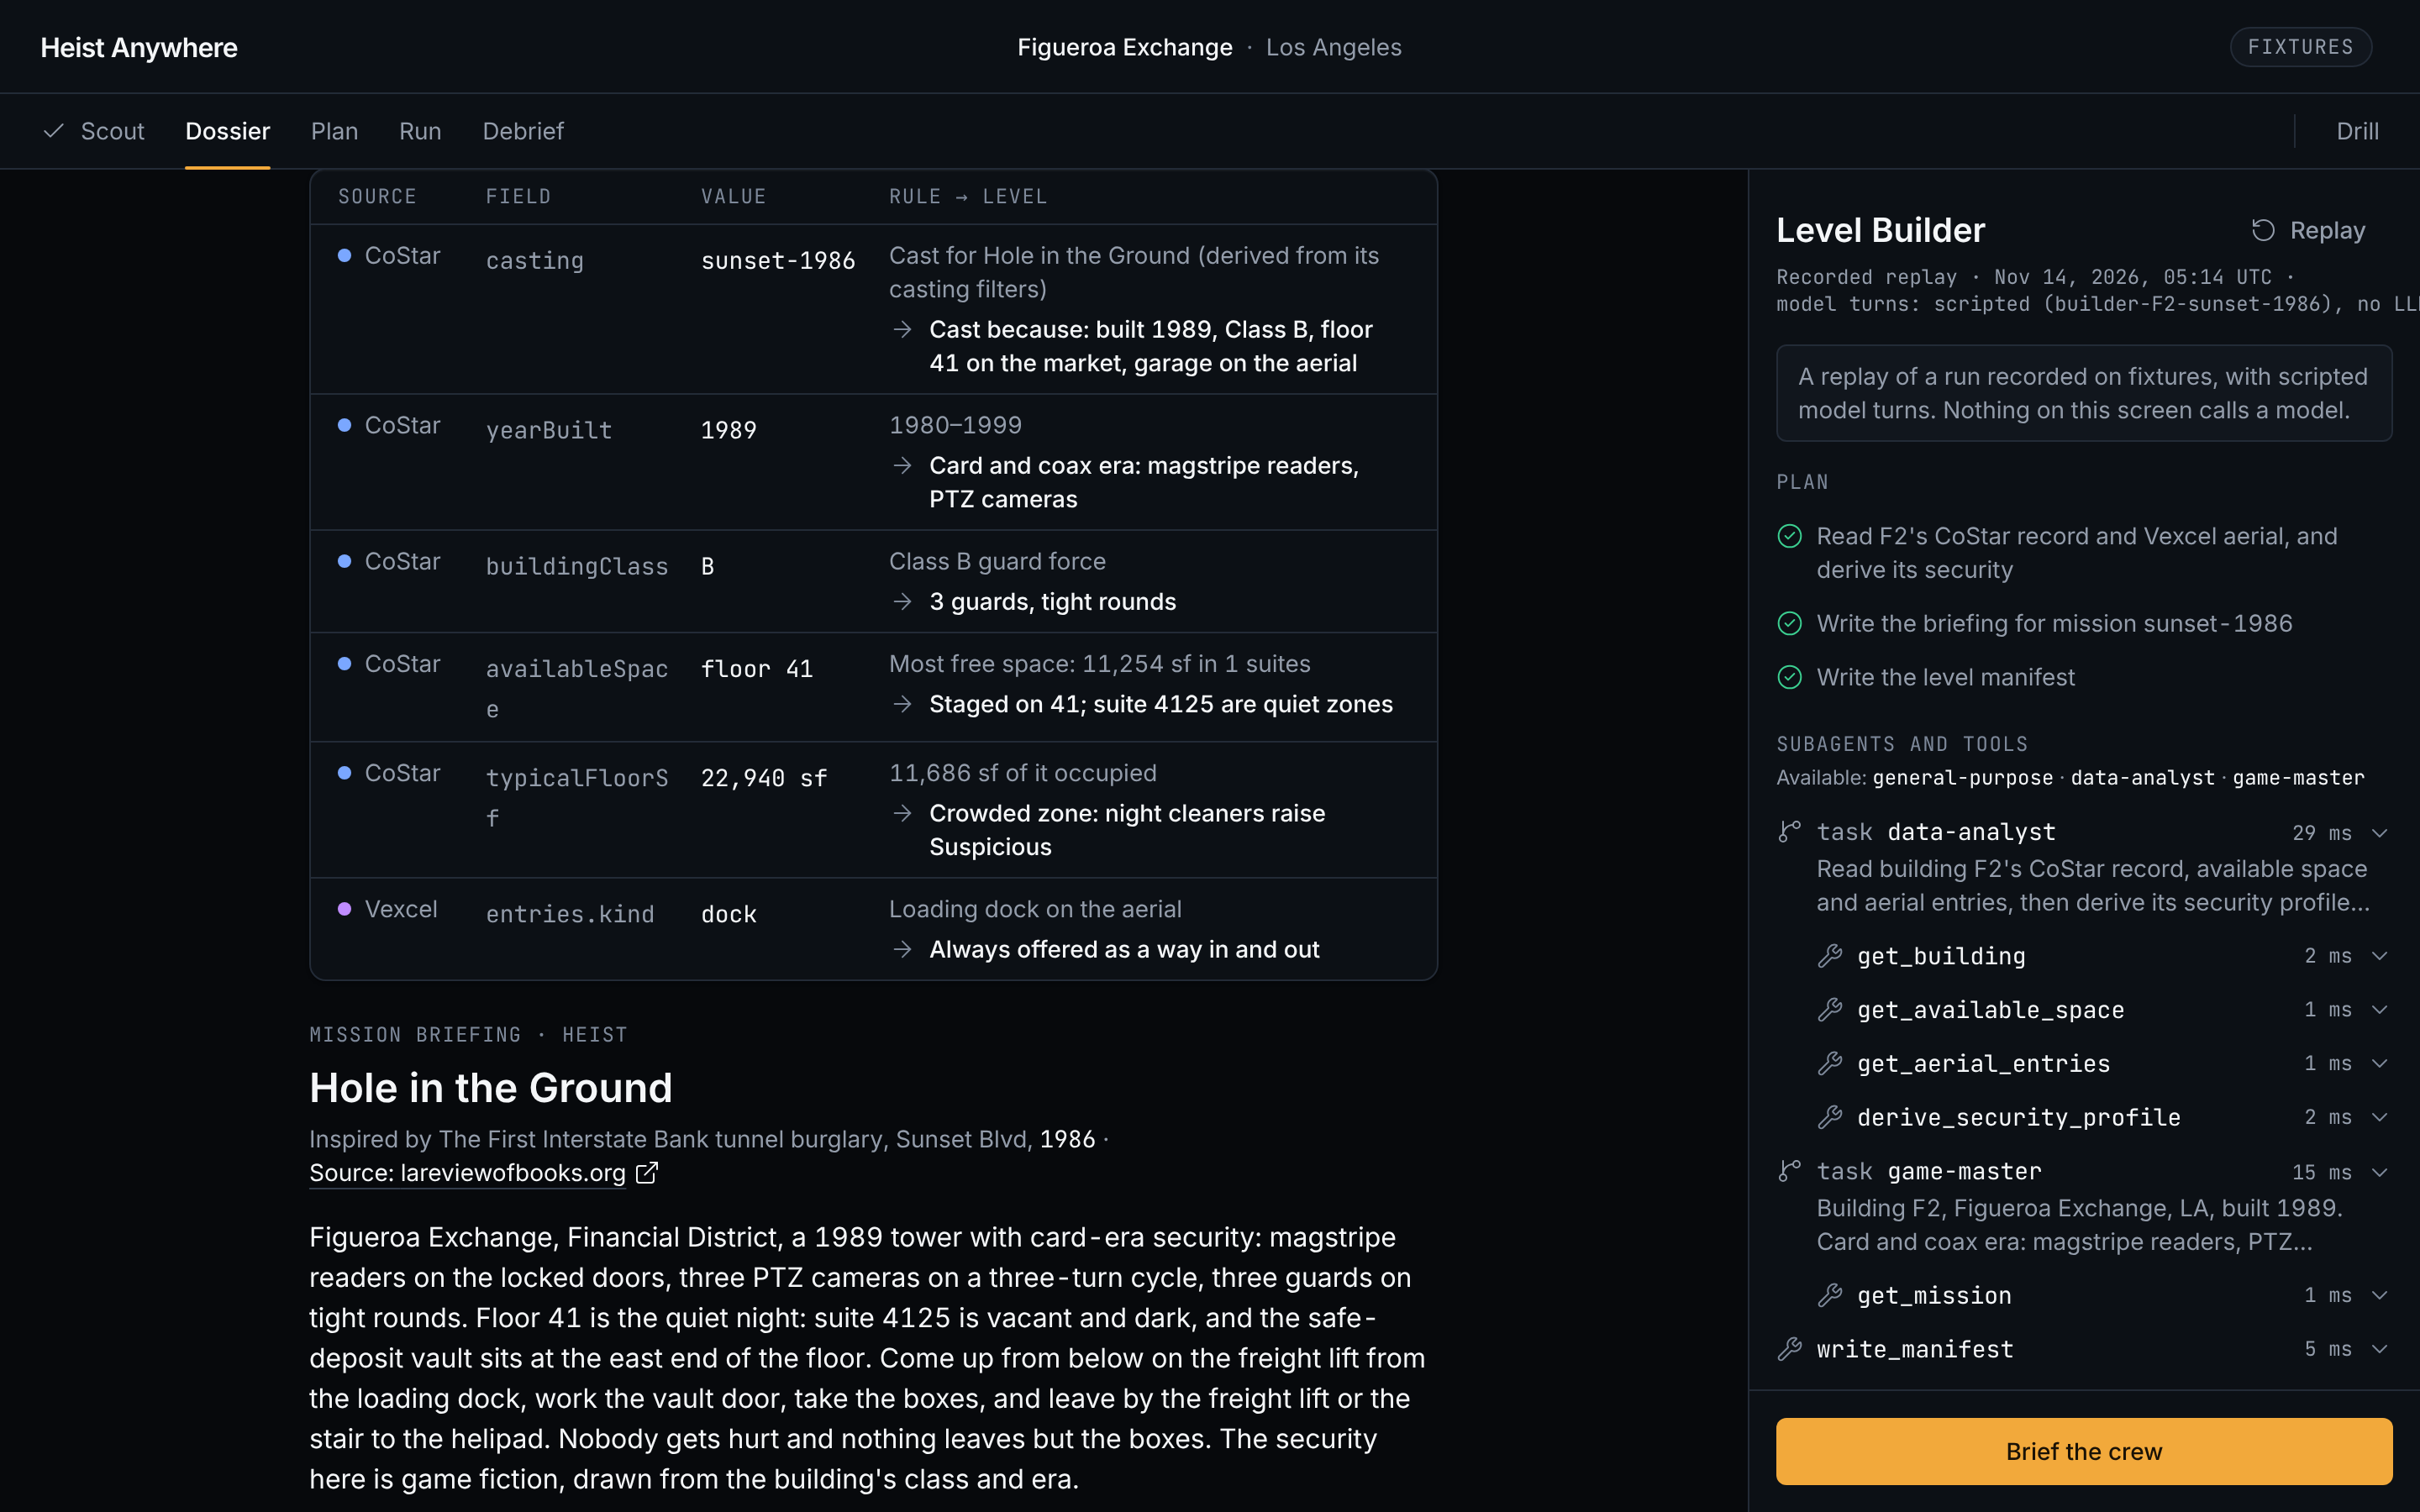 Heist Anywhere
Figueroa Exchange · Los Angeles
FIXTURES
Scout
Dossier
Plan
Run
Debrief
Drill
SOURCE FIELD VALUE RULE → LEVEL
CoStar casting sunset-1986 Cast for Hole in the Ground (derived from its
casting filters)
→ Cast because: built 1989, Class B, floor
41 on the market, garage on the aerial
CoStar yearBuilt 1989 1980–1999
→ Card and coax era: magstripe readers,
PTZ cameras
CoStar buildingClass B Class B guard force
→ 3 guards, tight rounds
CoStar availableSpac floor 41 Most free space: 11,254 sf in 1 suites
e → Staged on 41; suite 4125 are quiet zones
CoStar typicalFloorS 22,940 sf 11,686 sf of it occupied
f → Crowded zone: night cleaners raise
Suspicious
Vexcel entries.kind dock Loading dock on the aerial
→ Always offered as a way in and out
MISSION BRIEFING · HEIST
Hole in the Ground
Inspired by The First Interstate Bank tunnel burglary, Sunset Blvd, 1986 ·
Source: lareviewofbooks.org
Figueroa Exchange, Financial District, a 1989 tower with card-era security: magstripe
readers on the locked doors, three PTZ cameras on a three-turn cycle, three guards on
tight rounds. Floor 41 is the quiet night: suite 4125 is vacant and dark, and the safe-
deposit vault sits at the east end of the floor. Come up from below on the freight lift from
the loading dock, work the vault door, take the boxes, and leave by the freight lift or the
stair to the helipad. Nobody gets hurt and nothing leaves but the boxes. The security
here is game fiction, drawn from the building's class and era.
Level Builder
Replay
Recorded replay · Nov 14, 2026, 05:14 UTC ·
model turns: scripted (builder-F2-sunset-1986), no
A replay of a run recorded on fixtures, with scripted
model turns. Nothing on this screen calls a model.
PLAN
Read F2's CoStar record and Vexcel aerial, and
derive its security
Write the briefing for mission sunset-1986
Write the level manifest
SUBAGENTS AND TOOLS
Available: general-purpose · data-analyst · game-master
task data-analyst 29 ms
Read building F2's CoStar record, available space
and aerial entries, then derive its security profile...
get_building 2 ms
get_available_space 1 ms
get_aerial_entries 1 ms
derive_security_profile 2 ms
task game-master 15 ms
Building F2, Figueroa Exchange, LA, built 1989.
Card and coax era: magstripe readers, PTZ...
get_mission 1 ms
write_manifest 5 ms
Brief the crew